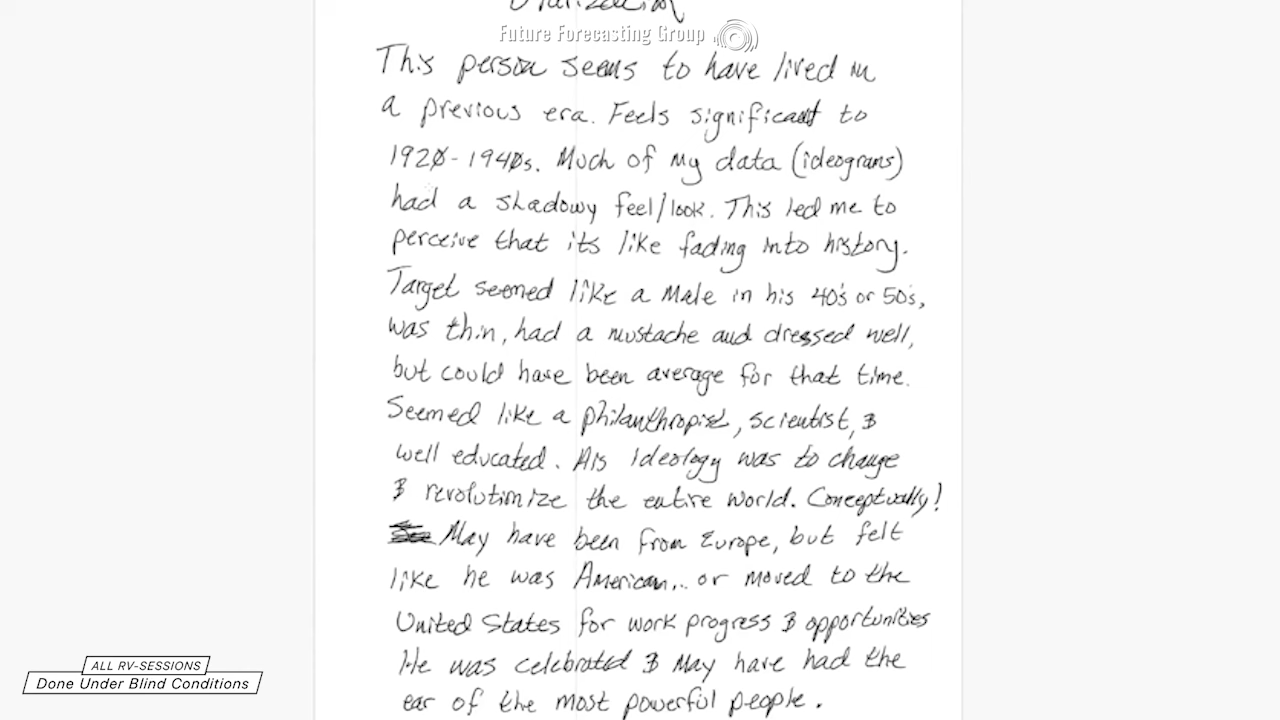 Future Forecasting Group
This person seems to have lived in
a previous era. Feels significant to
1920-1940s. Much of my data (ideograms)
had a shadowy feel/look. This led me to
perceive that its like fading into history.
Target seemed like a Male in his 40's or 50's,
was thin, had a mustache and dressed well,
but could have been average for that time.
Seemed like a philanthropist, scientist, &
well educated. His ideology was to change
& revolutionize the entire world. Conceptually!
May have been from Europe, but felt
like he was American... or moved to the
United States for work progress & opportunities
He was celebrated & May have had the
ear of the most powerful people.
ALL RV-SESSIONS
Done Under Blind Conditions